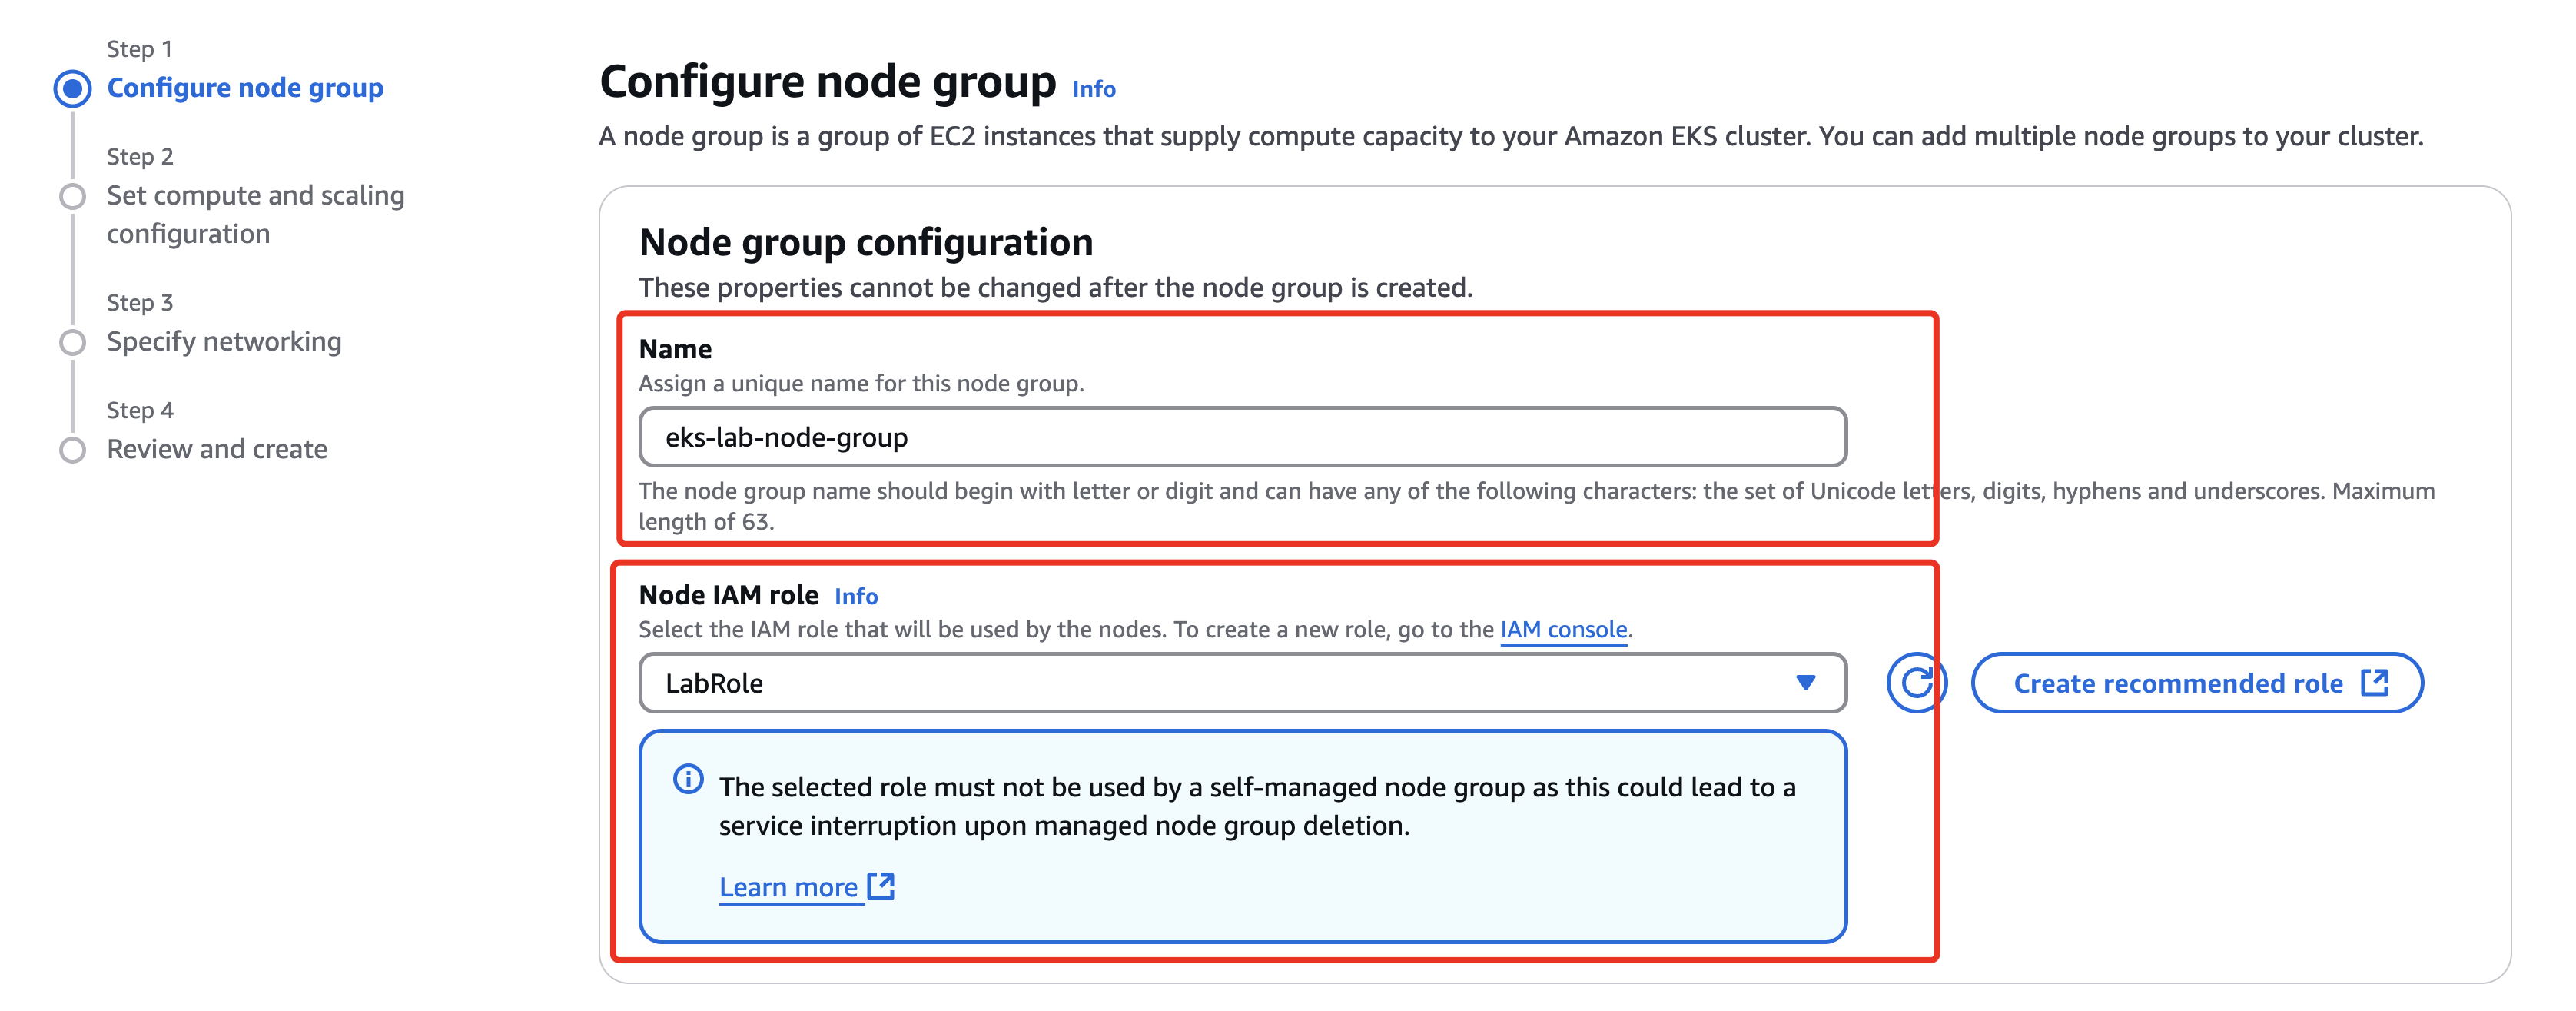 Step 1
Configure node group
Step 2
Set compute and scaling
configuration
Step 3
Specify networking
Step 4
Review and create
Configure node group Info
A node group is a group of EC2 instances that supply compute capacity to your Amazon EKS cluster. You can add multiple node groups to your cluster.
Node group configuration
These properties cannot be changed after the node group is created.
Name
Assign a unique name for this node group.
eks-lab-node-group
The node group name should begin with letter or digit and can have any of the following characters: the set of Unicode letters, digits, hyphens and underscores. Maximum
length of 63.
Node IAM role Info
Select the IAM role that will be used by the nodes. To create a new role, go to the IAM console.
LabRole
Create recommended role
The selected role must not be used by a self-managed node group as this could lead to a
service interruption upon managed node group deletion.
Learn more